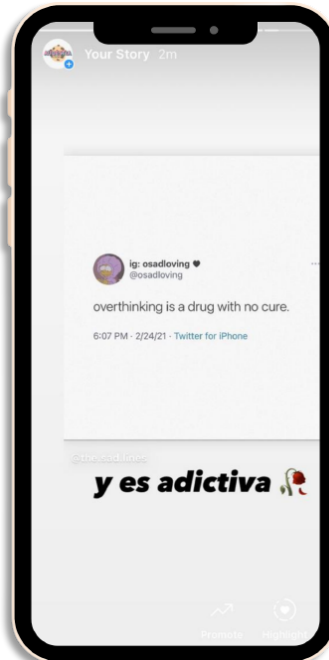 Your Story 2m
ig: osadloving 🖤
@osadloving
overthinking is a drug with no cure.
6:07 PM - 2/24/21 - Twitter for iPhone
y es adictiva 🥀
Promote Highlight